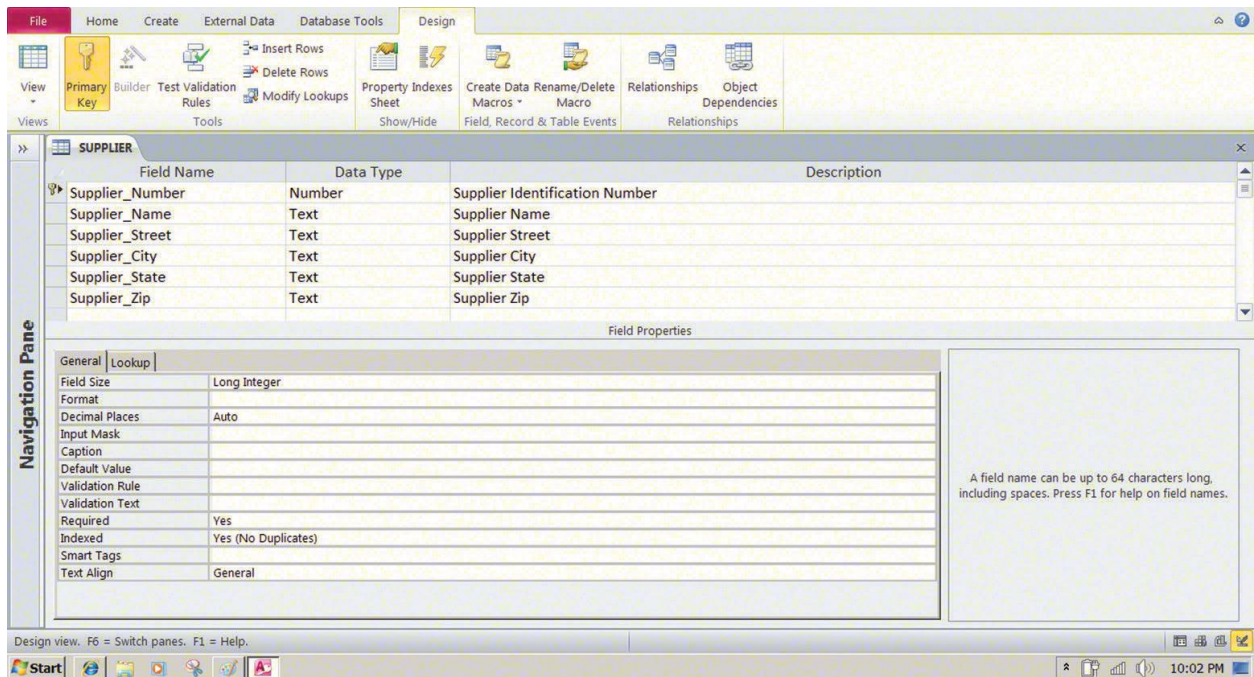 File Home Create External Data Database Tools Design
View
Primary Key
Builder
Test Validation Rules
Insert Rows
Delete Rows
Modify Lookups
Property Sheet
Indexes
Create Data Macros
Rename/Delete Macro
Relationships
Object Dependencies
Views Tools Show/Hide Field, Record & Table Events Relationships
SUPPLIER
Field Name Data Type Description
Supplier_Number Number Supplier Identification Number
Supplier_Name Text Supplier Name
Supplier_Street Text Supplier Street
Supplier_City Text Supplier City
Supplier_State Text Supplier State
Supplier_Zip Text Supplier Zip
Navigation Pane
Field Properties
General Lookup
Field Size Long Integer
Format
Decimal Places Auto
Input Mask
Caption
Default Value
Validation Rule
Validation Text
Required Yes
Indexed Yes (No Duplicates)
Smart Tags
Text Align General
A field name can be up to 64 characters long,
including spaces. Press F1 for help on field names.
Design view. F6 = Switch panes. F1 = Help.
Start 10:02 PM